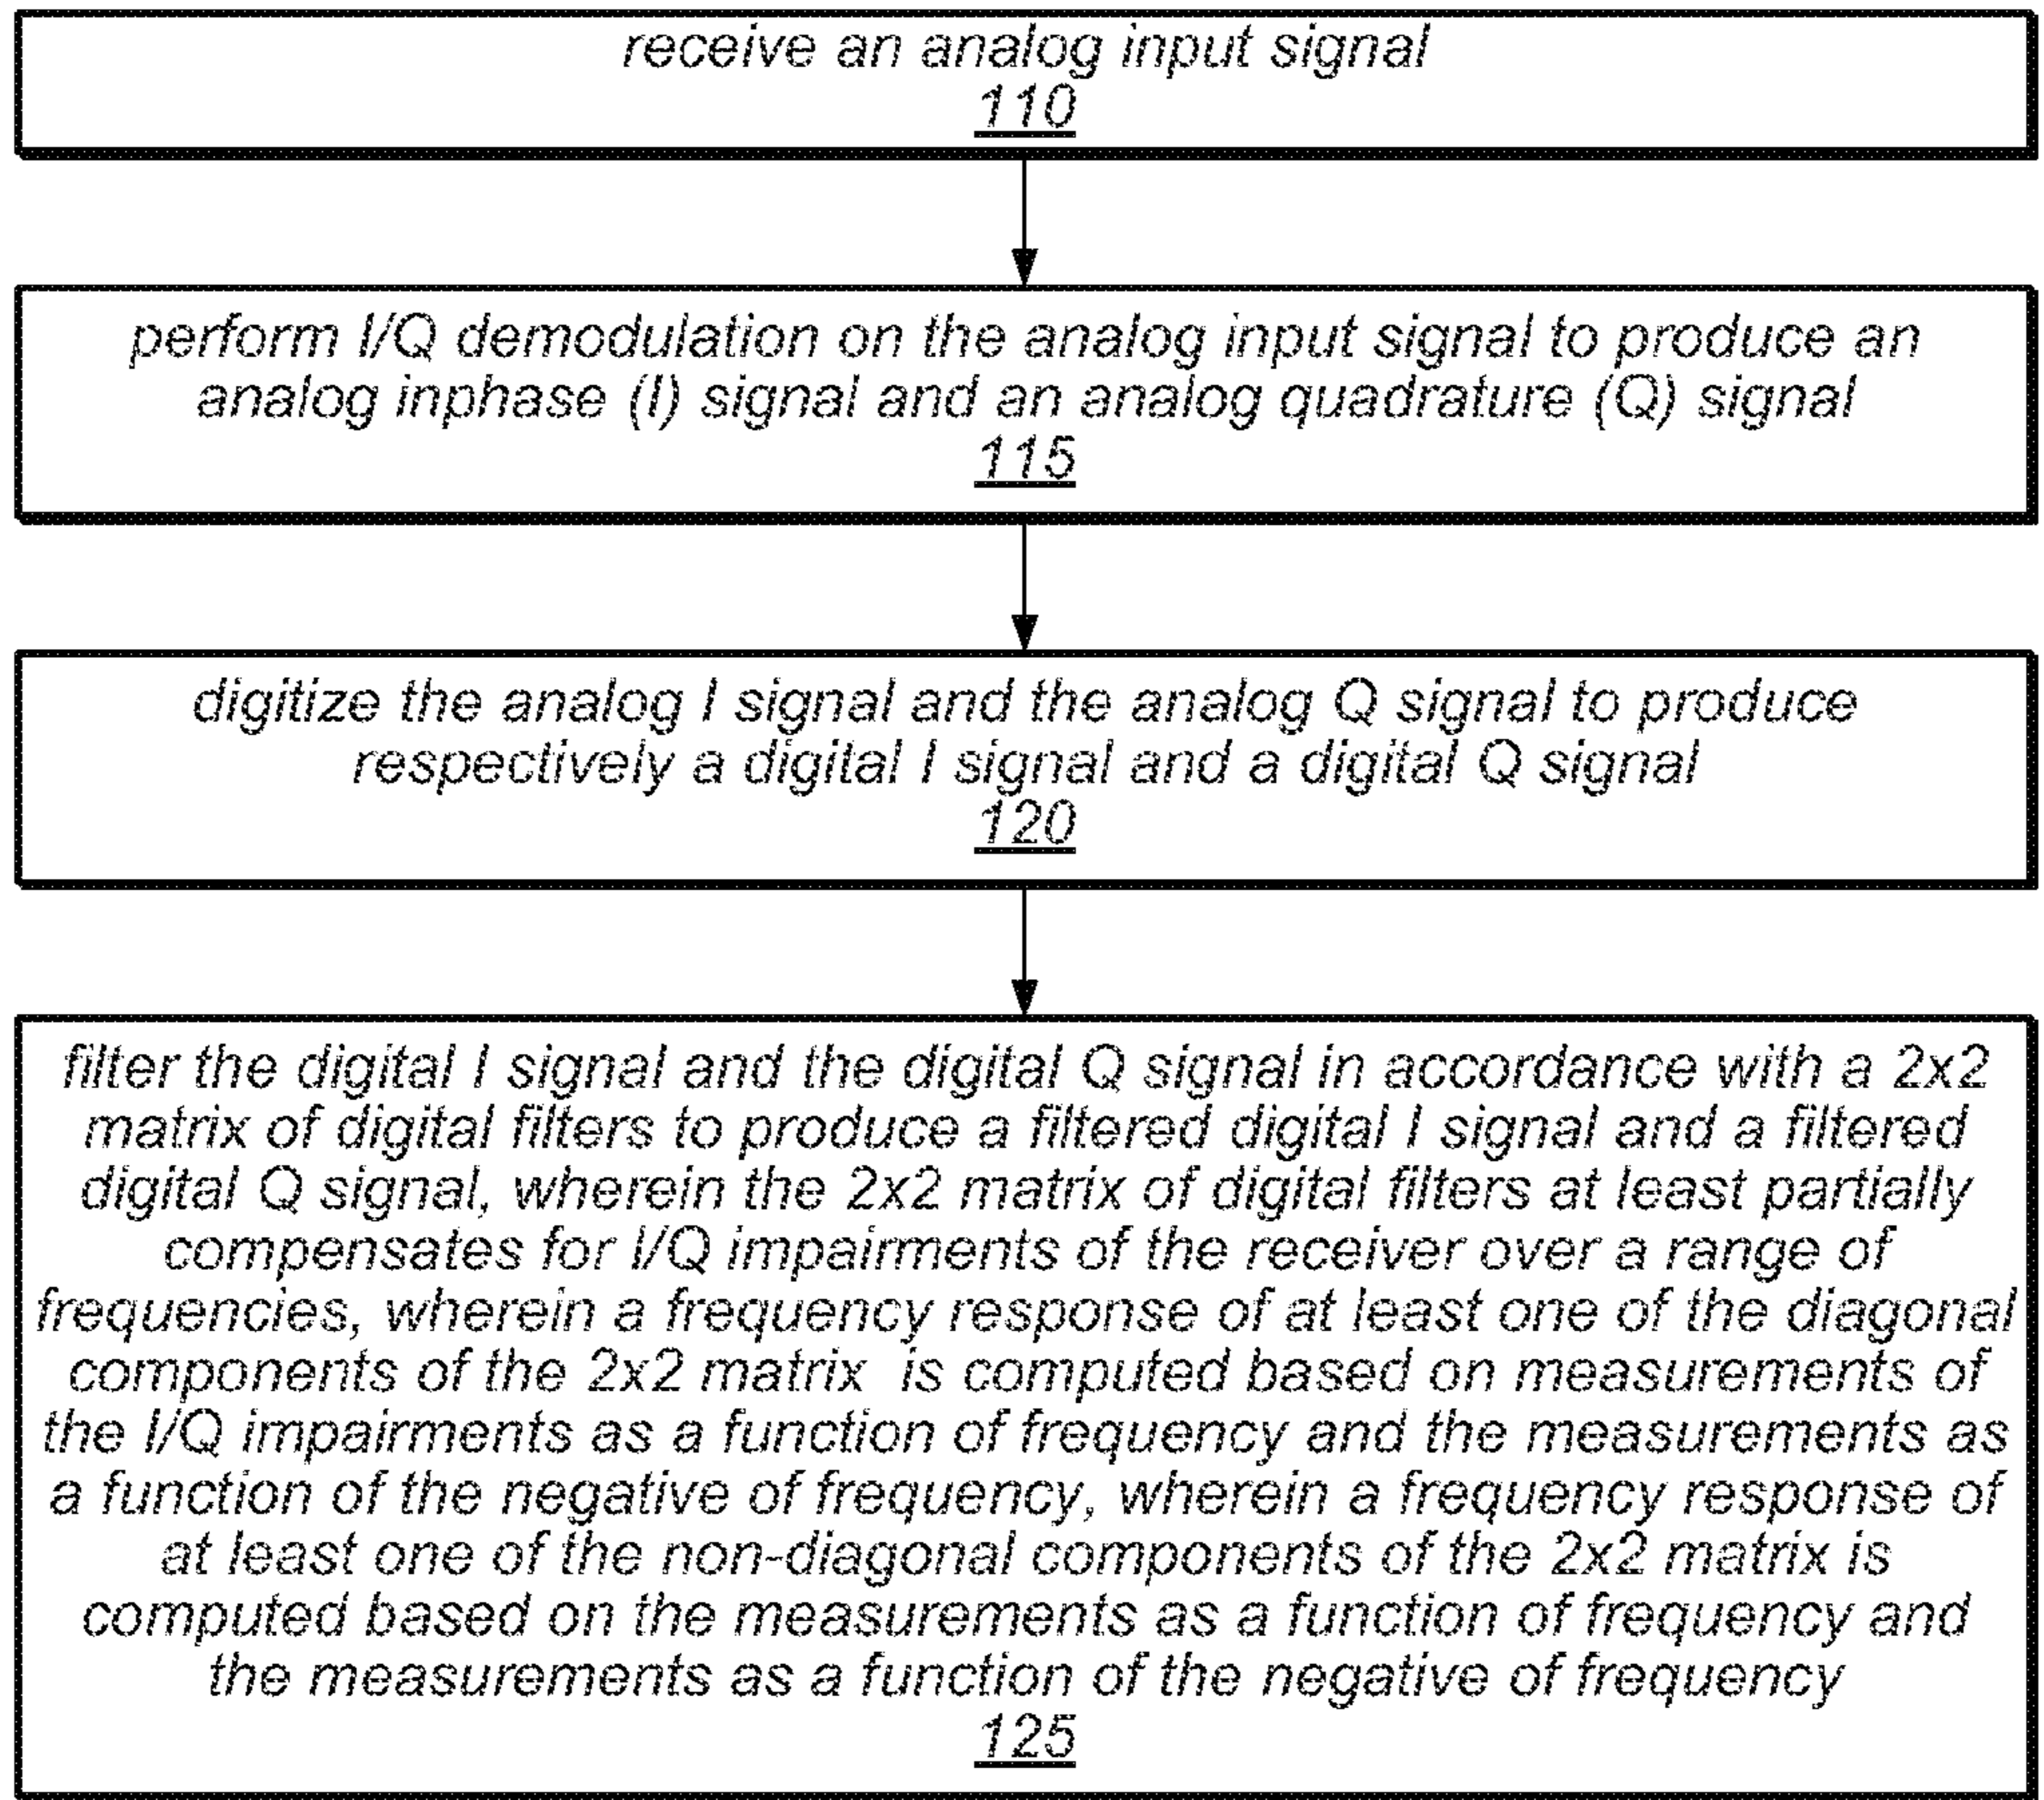 receive an analog input signal
110
perform I/Q demodulation on the analog input signal to produce an
analog inphase (I) signal and an analog quadrature (Q) signal
115
digitize the analog I signal and the analog Q signal to produce
respectively a digital I signal and a digital Q signal
120
filter the digital I signal and the digital Q signal in accordance with a 2x2
matrix of digital filters to produce a filtered digital I signal and a filtered
digital Q signal, wherein the 2x2 matrix of digital filters at least partially
compensates for I/Q impairments of the receiver over a range of
frequencies, wherein a frequency response of at least one of the diagonal
components of the 2x2 matrix is computed based on measurements of
the I/Q impairments as a function of frequency and the measurements as
a function of the negative of frequency, wherein a frequency response of
at least one of the non-diagonal components of the 2x2 matrix is
computed based on the measurements as a function of frequency and
the measurements as a function of the negative of frequency
125